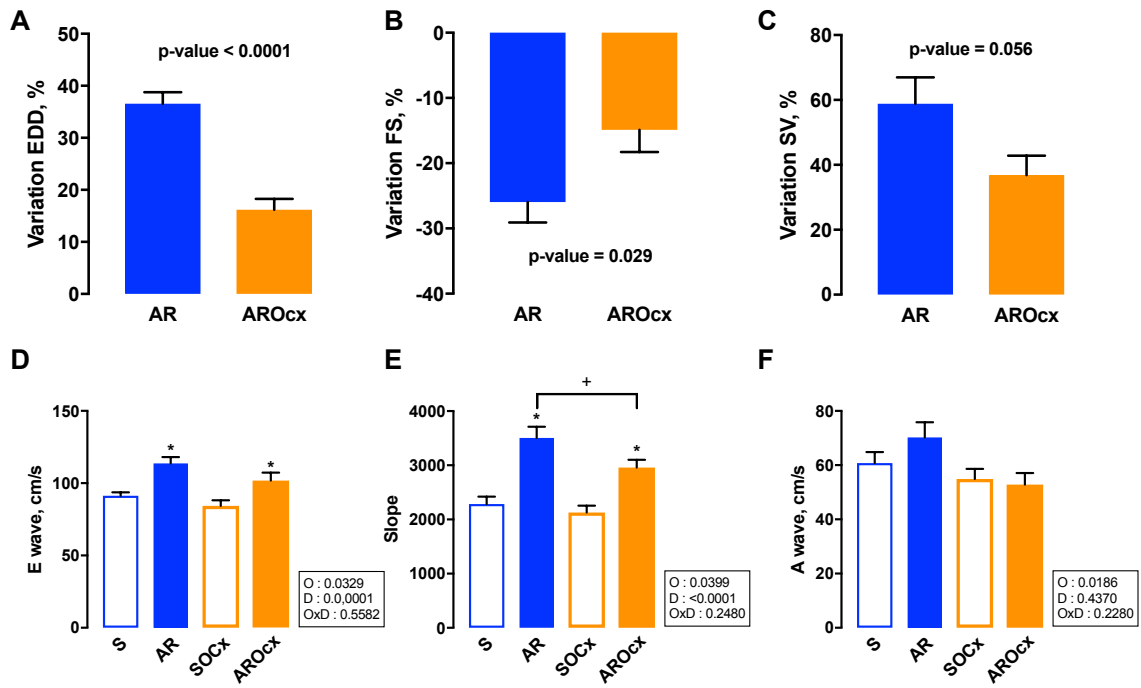 A
Variation EDD, %
50
40
30
20
10
0
p-value < 0.0001
AR
AROcx
B
Variation FS, %
0
-10
-20
-30
-40
p-value = 0.029
AR
AROcx
C
Variation SV, %
80
60
40
20
0
p-value = 0.056
AR
AROcx
D
E wave, cm/s
150
100
50
0
*
*
S
AR
SOCx
AROcx
O : 0.0329
D : 0.0,0001
OxD : 0.5582
E
Slope
4000
3000
2000
1000
0
+
*
*
S
AR
SOCx
AROcx
O : 0.0399
D : <0.0001
OxD : 0.2480
F
A wave, cm/s
80
60
40
20
0
S
AR
SOCx
AROcx
O : 0.0186
D : 0.4370
OxD : 0.2280